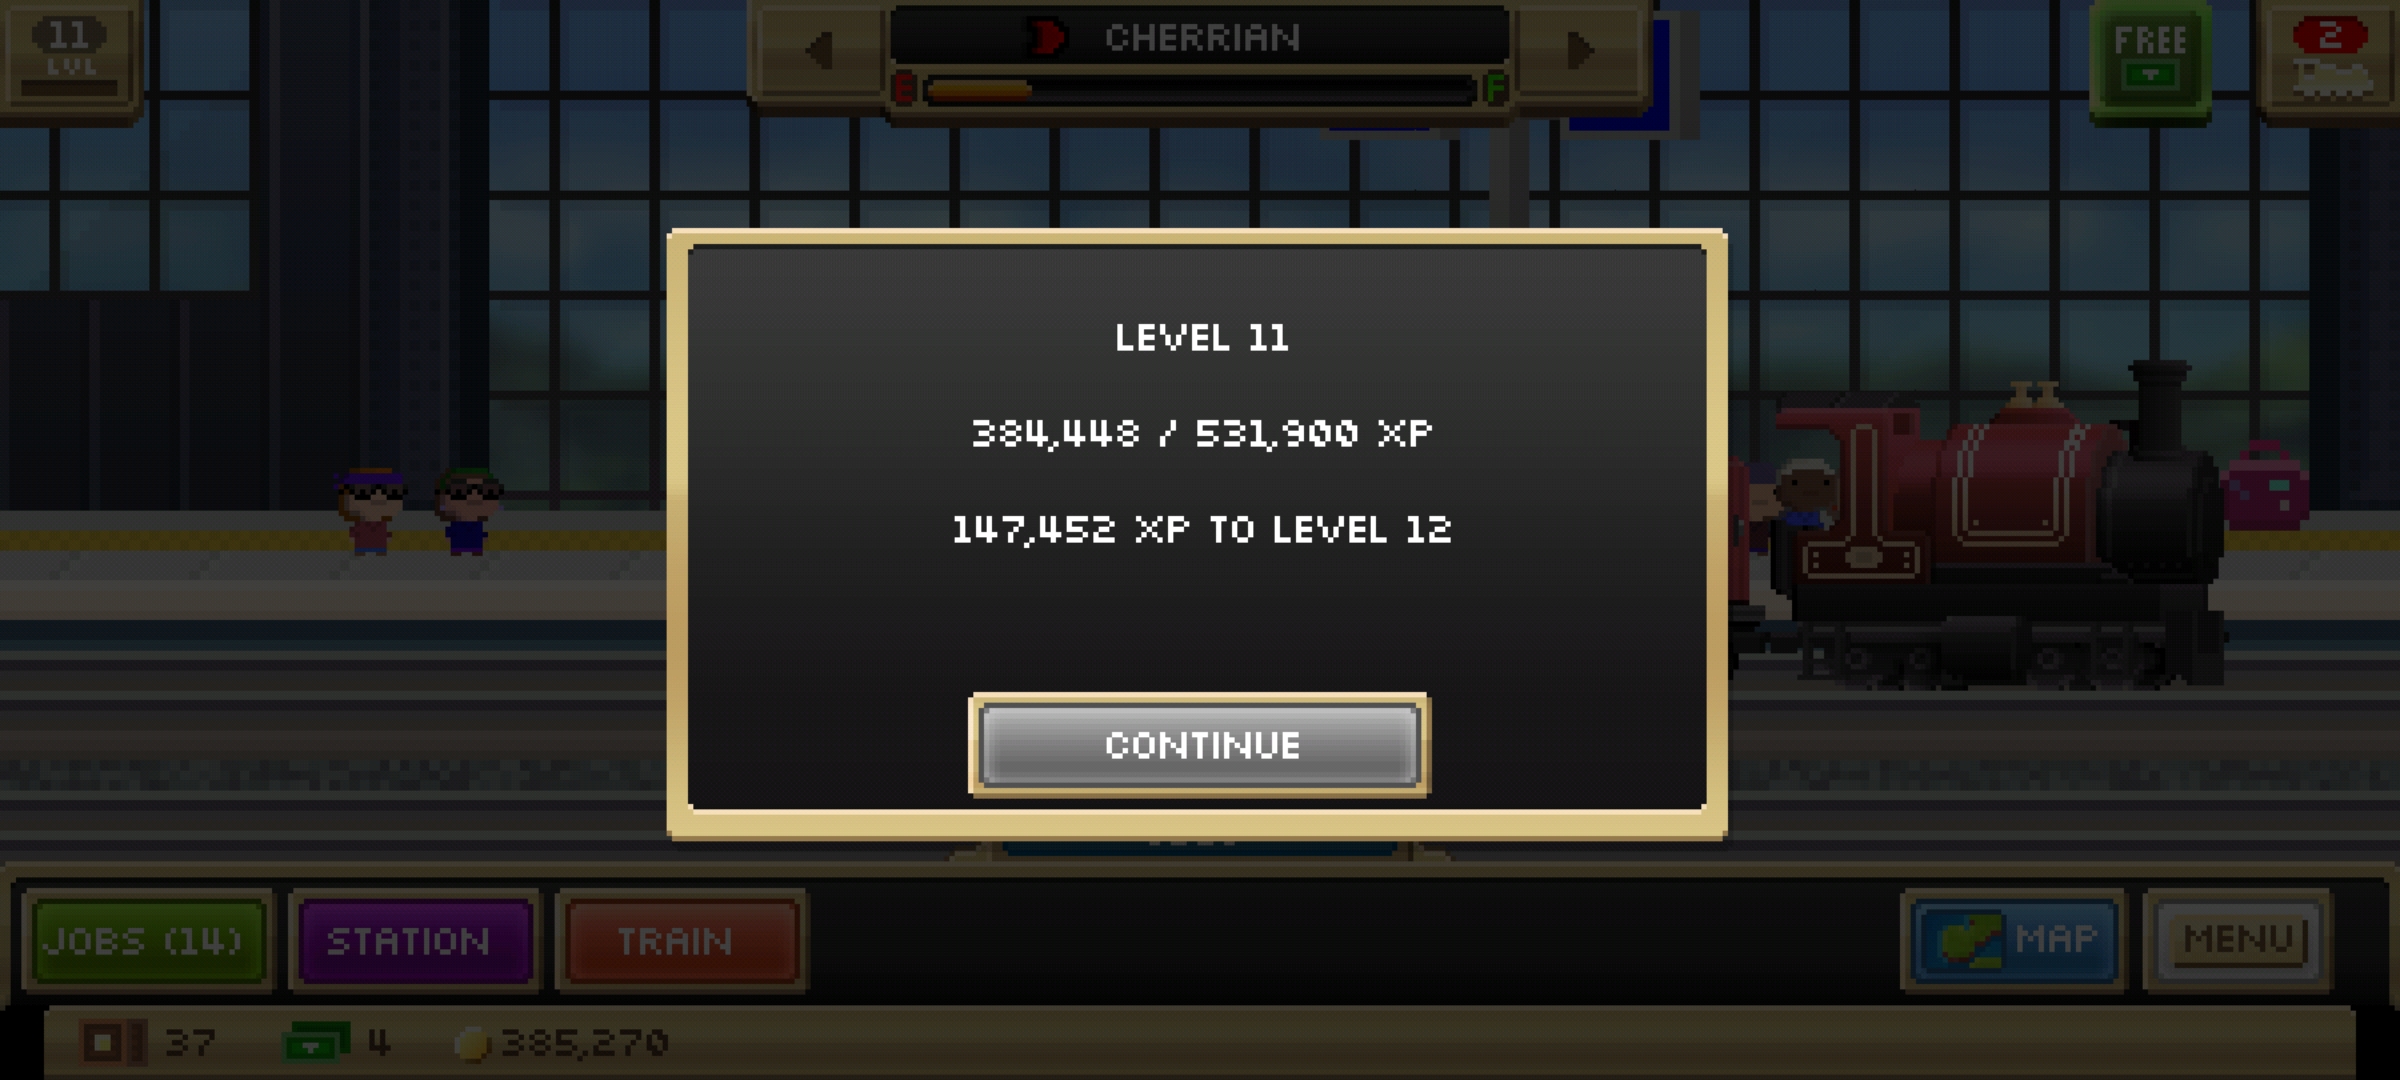 11
LVL
CHERRIAN
E F
FREE
2
LEVEL 11
384,448 / 531,900 XP
147,452 XP TO LEVEL 12
CONTINUE
JOBS (14)
STATION
TRAIN
MAP
MENU
37
4
385,270